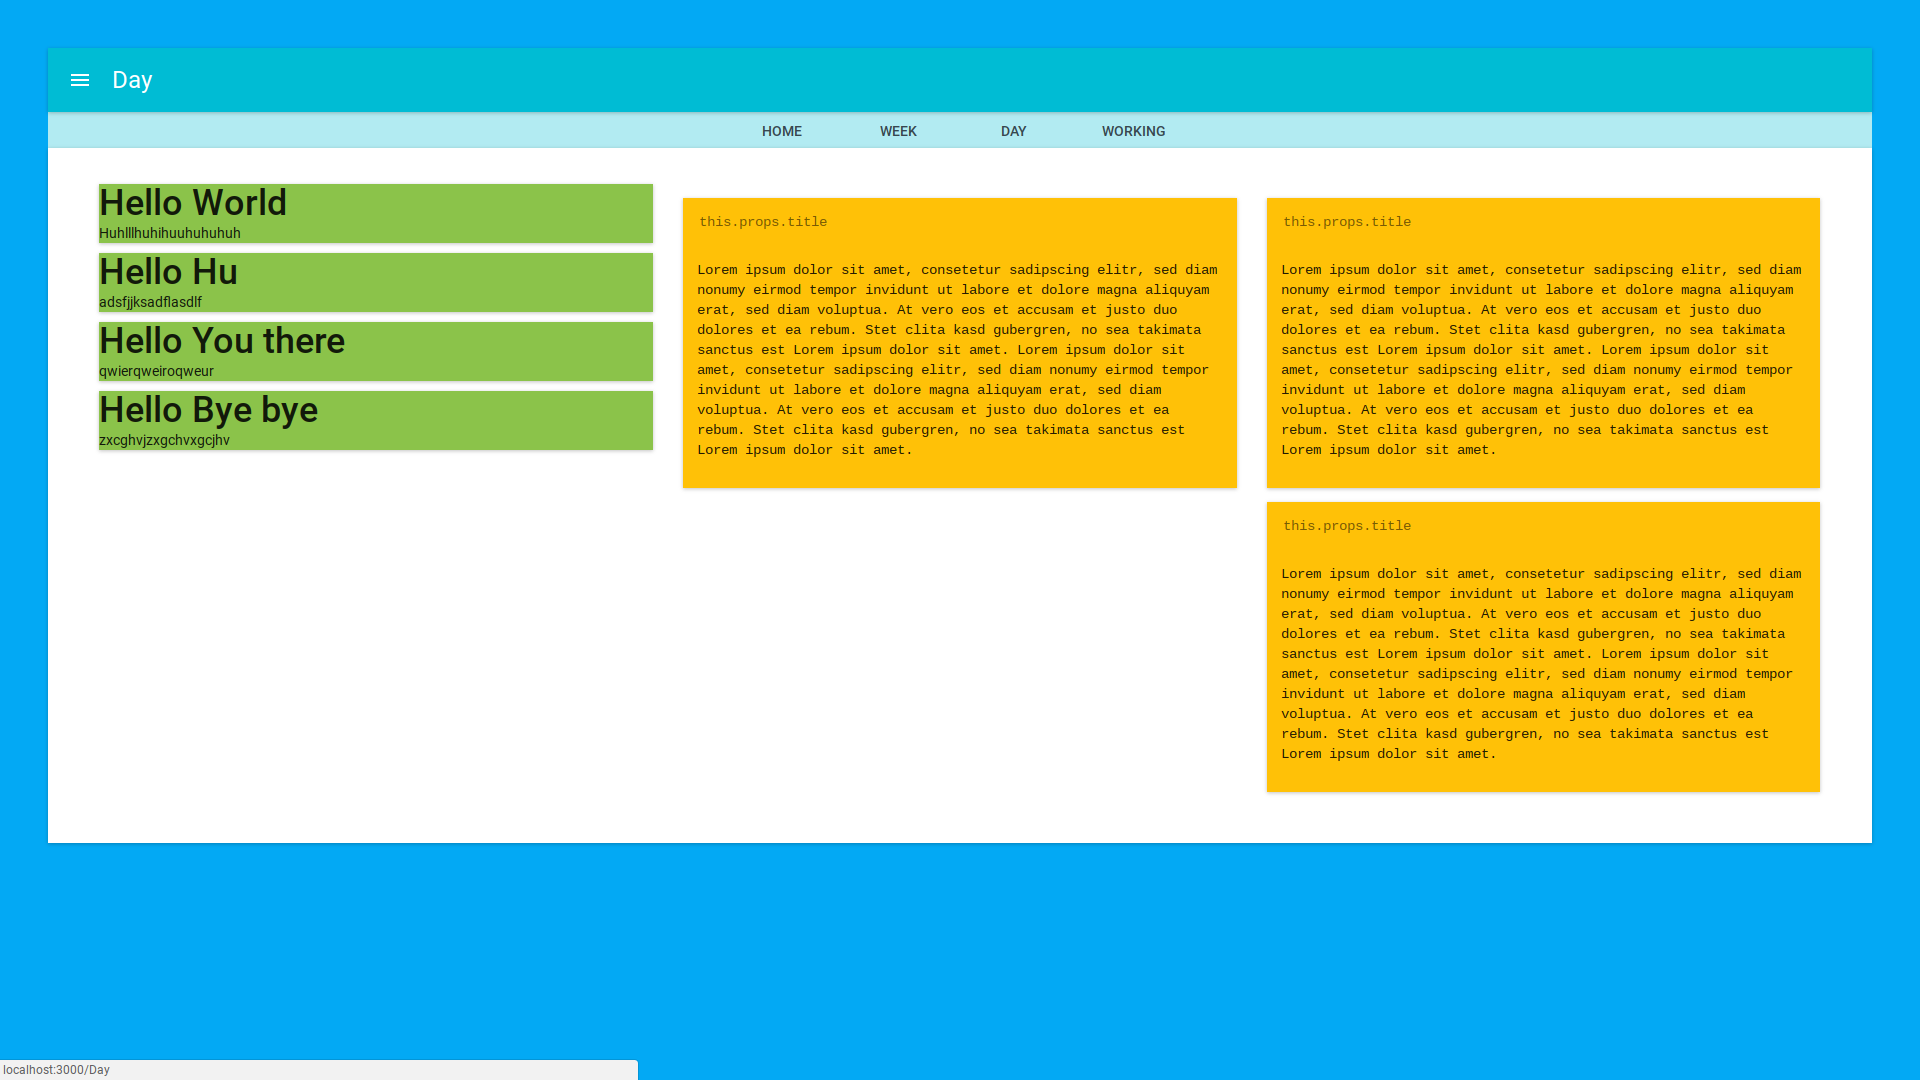 Day
HOME WEEK DAY WORKING
Hello World
Huhlllhuhihuuhuhuhuh
Hello Hu
adsfjjksadflasdlf
Hello You there
qwierqweiroqweur
Hello Bye bye
zxcghvjzxgchvxgcjhv
this.props.title
Lorem ipsum dolor sit amet, consetetur sadipscing elitr, sed diam
nonumy eirmod tempor invidunt ut labore et dolore magna aliquyam
erat, sed diam voluptua. At vero eos et accusam et justo duo
dolores et ea rebum. Stet clita kasd gubergren, no sea takimata
sanctus est Lorem ipsum dolor sit amet. Lorem ipsum dolor sit
amet, consetetur sadipscing elitr, sed diam nonumy eirmod tempor
invidunt ut labore et dolore magna aliquyam erat, sed diam
voluptua. At vero eos et accusam et justo duo dolores et ea
rebum. Stet clita kasd gubergren, no sea takimata sanctus est
Lorem ipsum dolor sit amet.
this.props.title
Lorem ipsum dolor sit amet, consetetur sadipscing elitr, sed diam
nonumy eirmod tempor invidunt ut labore et dolore magna aliquyam
erat, sed diam voluptua. At vero eos et accusam et justo duo
dolores et ea rebum. Stet clita kasd gubergren, no sea takimata
sanctus est Lorem ipsum dolor sit amet. Lorem ipsum dolor sit
amet, consetetur sadipscing elitr, sed diam nonumy eirmod tempor
invidunt ut labore et dolore magna aliquyam erat, sed diam
voluptua. At vero eos et accusam et justo duo dolores et ea
rebum. Stet clita kasd gubergren, no sea takimata sanctus est
Lorem ipsum dolor sit amet.
this.props.title
Lorem ipsum dolor sit amet, consetetur sadipscing elitr, sed diam
nonumy eirmod tempor invidunt ut labore et dolore magna aliquyam
erat, sed diam voluptua. At vero eos et accusam et justo duo
dolores et ea rebum. Stet clita kasd gubergren, no sea takimata
sanctus est Lorem ipsum dolor sit amet. Lorem ipsum dolor sit
amet, consetetur sadipscing elitr, sed diam nonumy eirmod tempor
invidunt ut labore et dolore magna aliquyam erat, sed diam
voluptua. At vero eos et accusam et justo duo dolores et ea
rebum. Stet clita kasd gubergren, no sea takimata sanctus est
Lorem ipsum dolor sit amet.
localhost:3000/Day